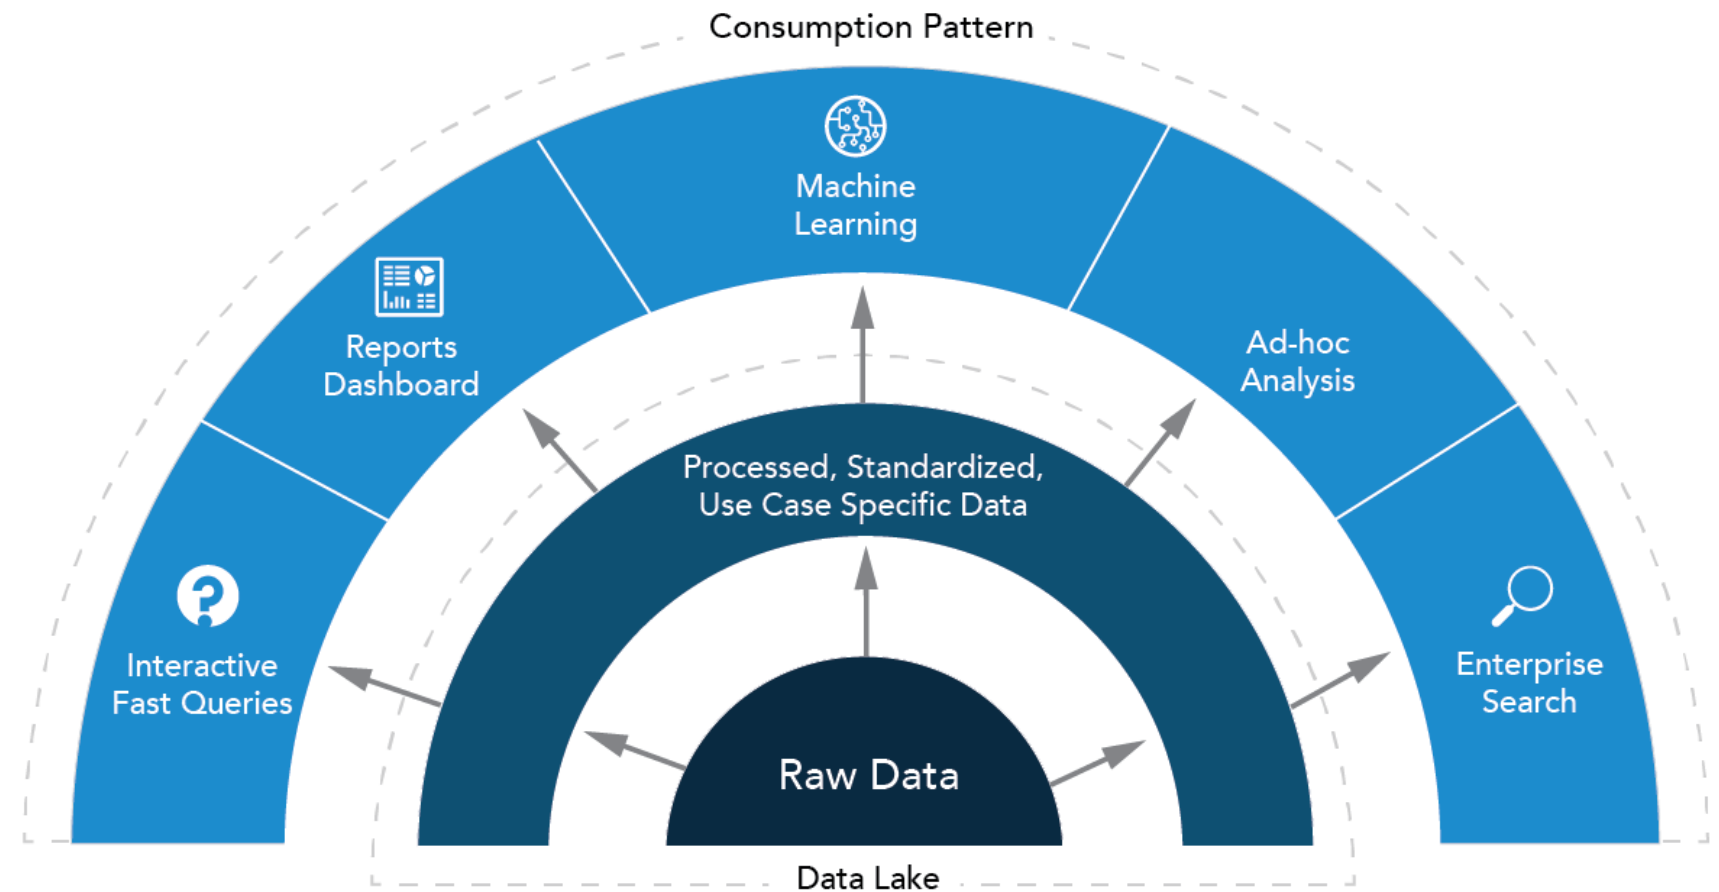 Consumption Pattern
Machine
Learning
Reports
Dashboard
Ad-hoc
Analysis
Processed, Standardized,
Use Case Specific Data
Interactive
Fast Queries
Enterprise
Search
Raw Data
Data Lake